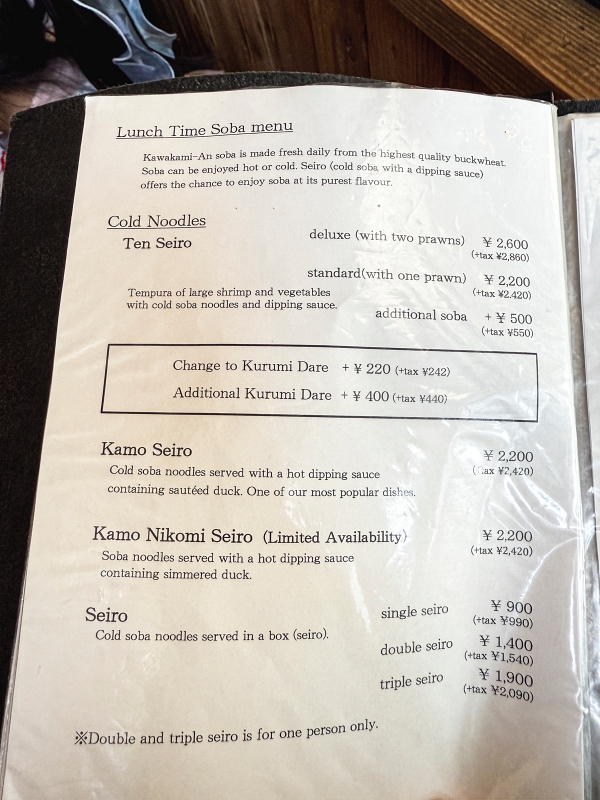 Lunch Time Soba menu
Kawakami-An soba is made fresh daily from the highest quality buckwheat.
Soba can be enjoyed hot or cold. Seiro (cold soba with a dipping sauce)
offers the chance to enjoy soba at its purest flavour.
Cold Noodles
Ten Seiro
deluxe (with two prawns) ¥ 2,600
(+tax ¥2,860)
standard(with one prawn) ¥ 2,200
(+tax ¥2.420)
Tempura of large shrimp and vegetables
with cold soba noodles and dipping sauce.
additional soba + ¥ 500
(+tax ¥550)
Change to Kurumi Dare + ¥ 220 (+tax ¥242)
Additional Kurumi Dare + ¥ 400 (+tax ¥440)
Kamo Seiro ¥ 2,200
(+tax ¥2,420)
Cold soba noodles served with a hot dipping sauce
containing sautéed duck. One of our most popular dishes.
Kamo Nikomi Seiro (Limited Availability) ¥ 2,200
(+tax ¥2,420)
Soba noodles served with a hot dipping sauce
containing simmered duck.
Seiro
single seiro ¥ 900
(+tax ¥990)
Cold soba noodles served in a box (seiro).
double seiro ¥ 1,400
(+tax ¥1,540)
triple seiro ¥ 1,900
(+tax ¥2,090)
※Double and triple seiro is for one person only.